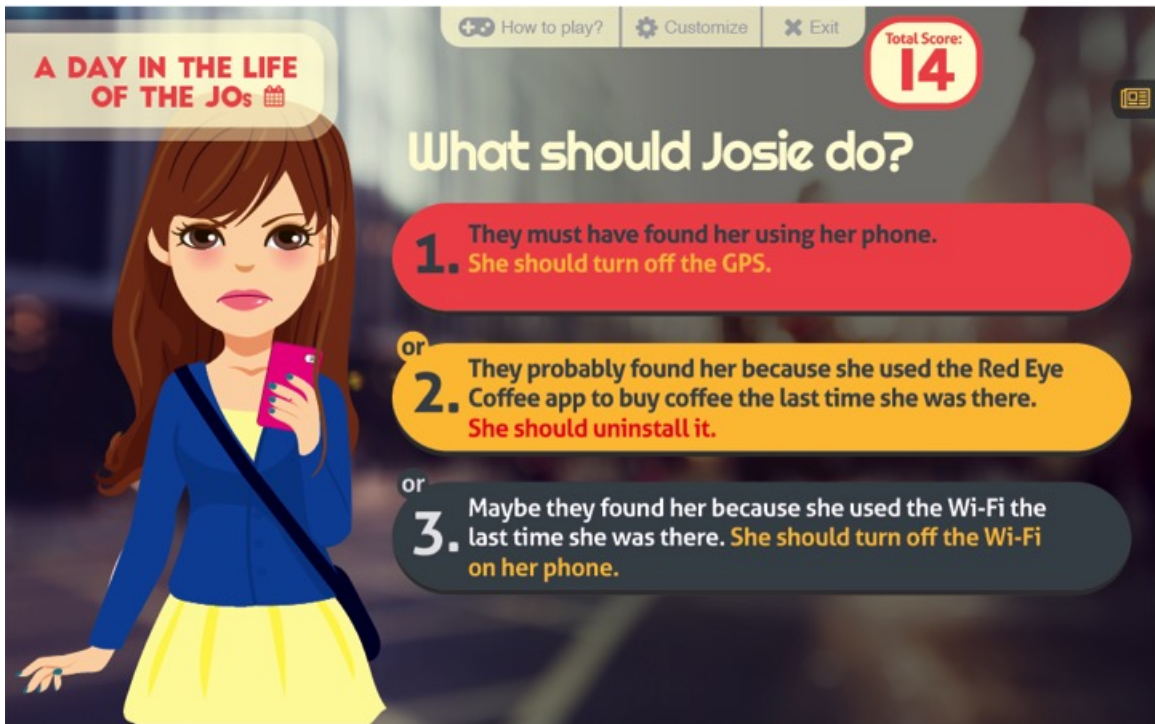 How to play?
Customize
Exit
Total Score:
14
A DAY IN THE LIFE
OF THE JOs
What should Josie do?
1. They must have found her using her phone.
She should turn off the GPS.
or
2. They probably found her because she used the Red Eye
Coffee app to buy coffee the last time she was there.
She should uninstall it.
or
3. Maybe they found her because she used the Wi-Fi the
last time she was there. She should turn off the Wi-Fi
on her phone.